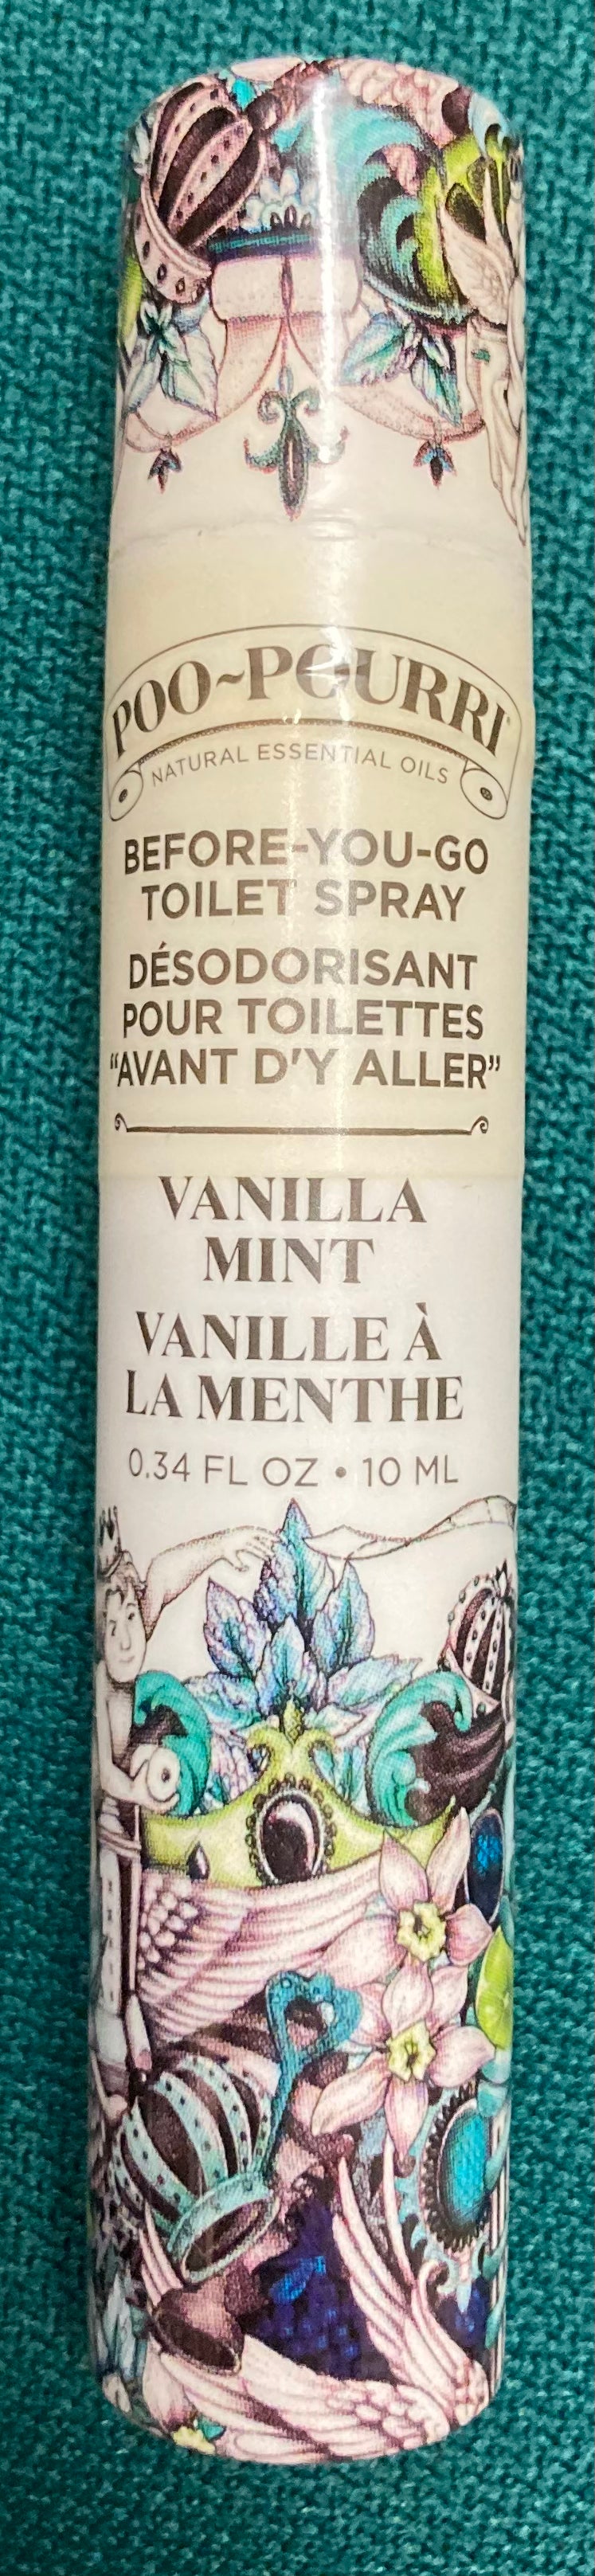 POO~POURRI
NATURAL ESSENTIAL OILS
BEFORE-YOU-GO
TOILET SPRAY
DÉSODORISANT
POUR TOILETTES
“AVANT D'Y ALLER”
VANILLA
MINT
VANILLE À
LA MENTHE
0.34 FL OZ • 10 ML